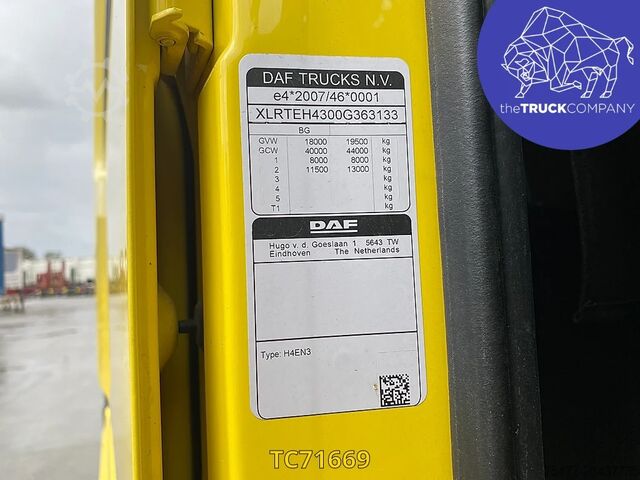 DAF TRUCKS N.V.
e4*2007/46*0001
XLRTEH4300G363133
BG
GVW 18000 19500 kg
GCW 40000 44000 kg
1 8000 8000 kg
2 11500 13000 kg
3 kg
4 kg
5 kg
T1 kg
DAF
Hugo v. d. Goeslaan 1 5643 TW
Eindhoven The Netherlands
Type: H4EN3
TC71669
theTRUCKCOMPANY